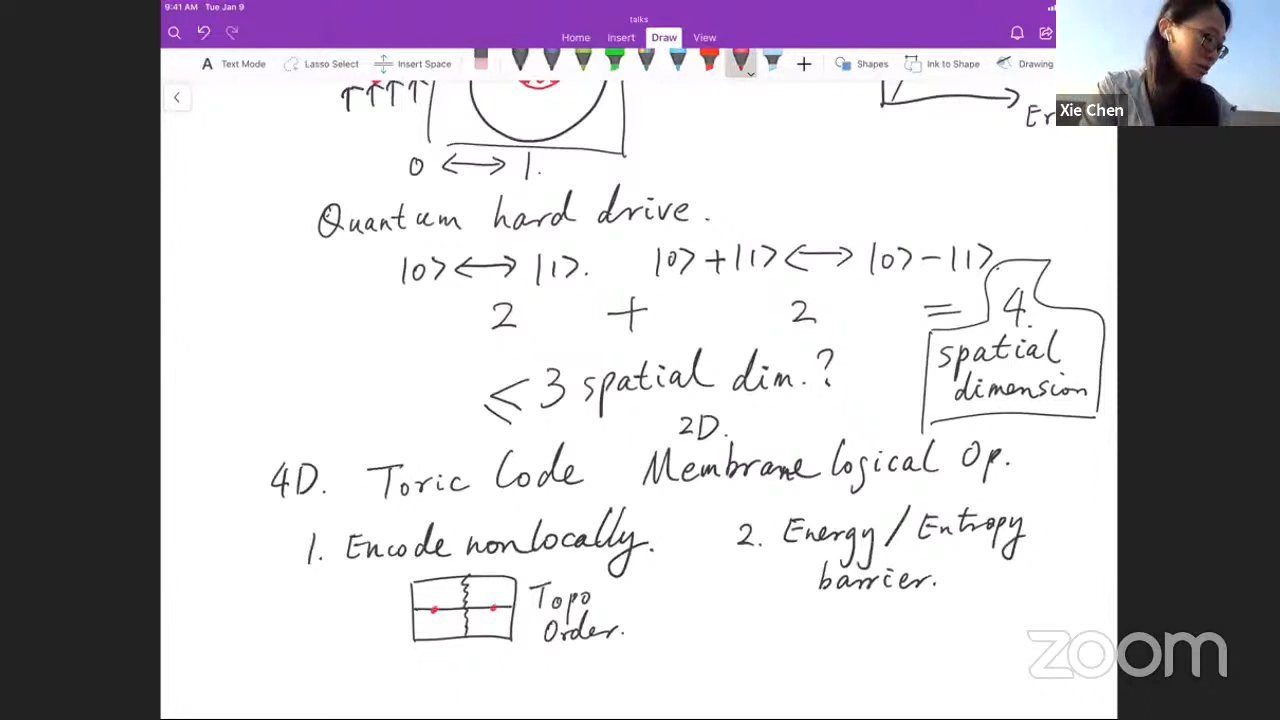 9:41 AM Tue Jan 9
talks
Home Insert Draw View
Text Mode Lasso Select Insert Space Shapes Ink to Shape Drawing
Xie Chen
↑↑↑↑
Er
0 ⟷ 1.
Quantum hard drive.
|0⟩ ⟷ |1⟩. |0⟩+|1⟩ ⟷ |0⟩-|1⟩
2 + 2 = 4.
spatial
dimension
≤ 3 spatial dim.?
2D.
4D. Toric Code Membrane logical Op.
1. Encode nonlocally. 2. Energy/Entropy
barrier.
Topo
Order.
zoom